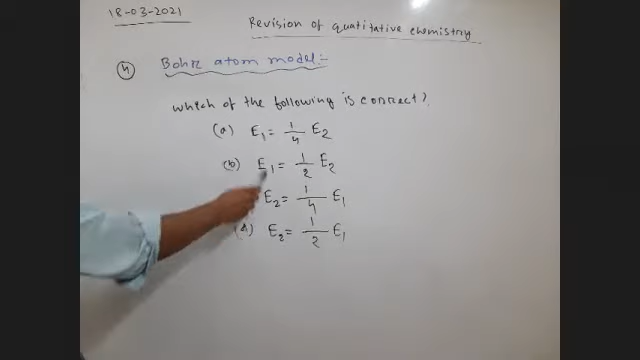 18-03-2021
Revision of quatitative chemistry
(4) Bohr atom model:-
which of the following is correct?
(a) E₁ = 1/4 E₂
(b) E₁ = 1/2 E₂
E₂ = 1/4 E₁
(d) E₂ = 1/2 E₁